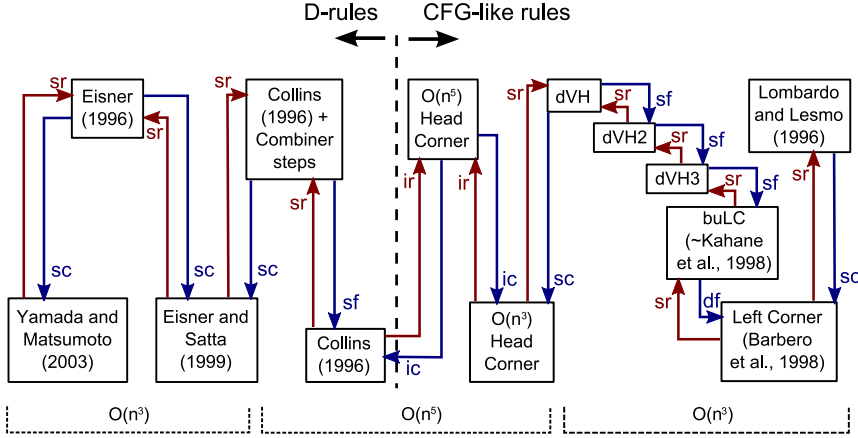 D-rules
CFG-like rules
sr
Eisner
(1996)
sr
sc
sc
Yamada and
Matsumoto
(2003)
Eisner and
Satta
(1999)
sr
Collins
(1996) +
Combiner
steps
sc
sr
sf
Collins
(1996)
ic
ir
O(n⁵)
Head
Corner
ir
ic
O(n³)
Head
Corner
sr
sc
dVH
sf
sr
dVH2
sf
sr
dVH3
sf
sr
buLC
(~Kahane
et al., 1998)
sr
df
Left Corner
(Barbero
et al., 1998)
Lombardo
and Lesmo
(1996)
sr
sc
O(n³)
O(n⁵)
O(n³)